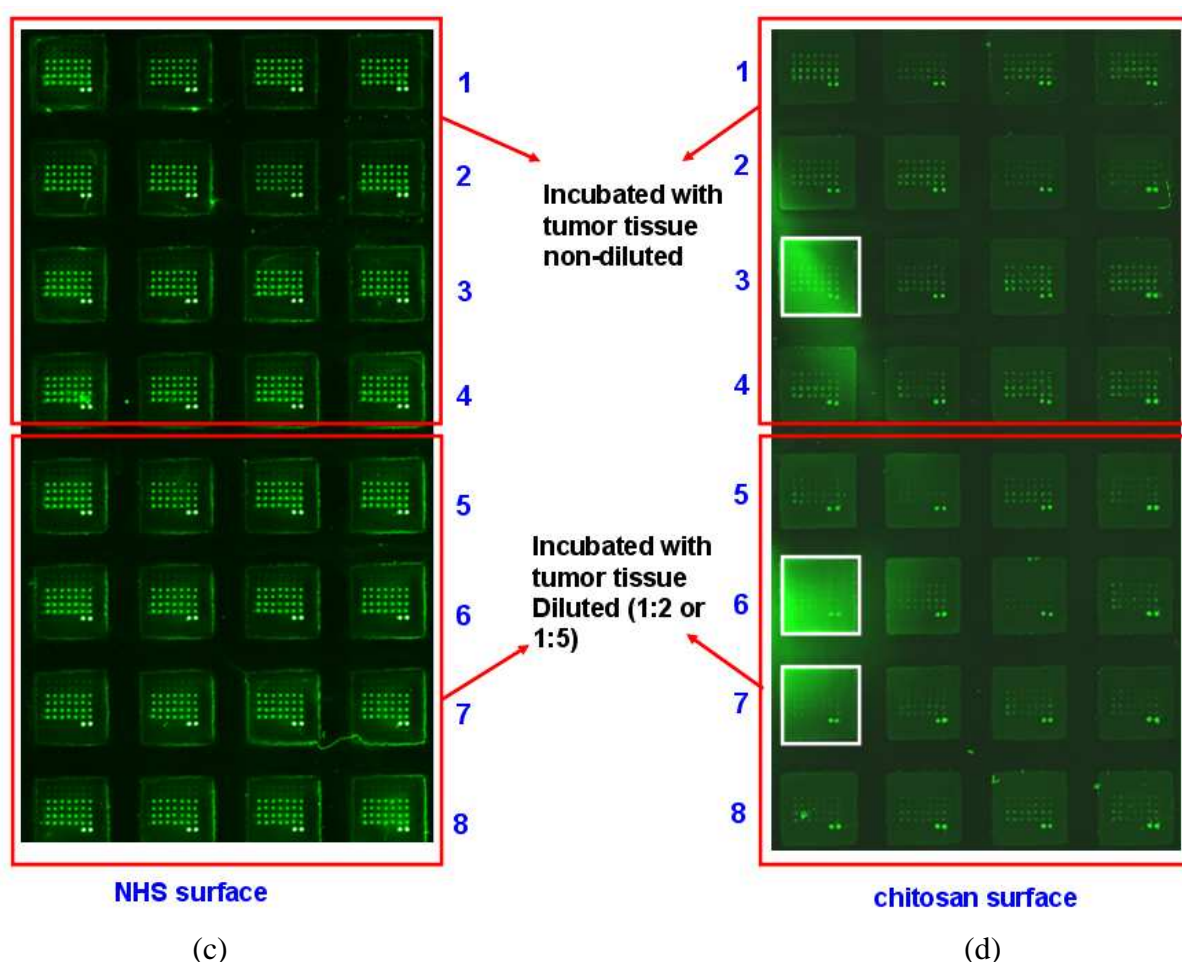 1
2
3
4
5
6
7
8
Incubated with
tumor tissue
non-diluted
Incubated with
tumor tissue
Diluted (1:2 or
1:5)
1
2
3
4
5
6
7
8
NHS surface
chitosan surface
(c)
(d)